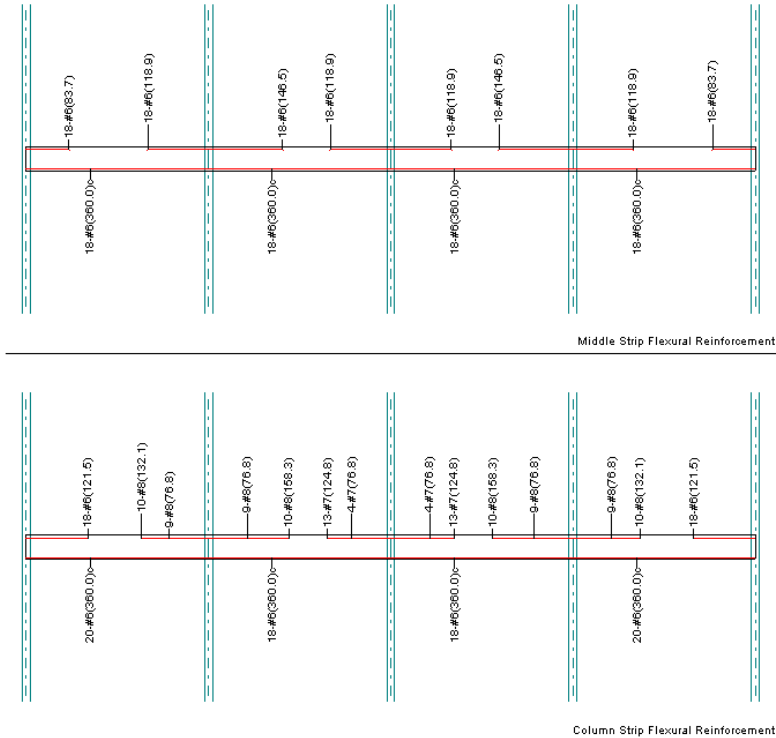 18-#6(83.7)
18-#6(118.9)
18-#6(146.5)
18-#6(118.9)
18-#6(118.9)
18-#6(146.5)
18-#6(118.9)
18-#6(83.7)
18-#6(360.0)c
18-#6(360.0)c
18-#6(360.0)c
18-#6(360.0)c
Middle Strip Flexural Reinforcement
18-#6(121.5)
10-#8(132.1)
9-#8(76.8)
9-#8(76.8)
10-#8(158.3)
13-#7(124.8)
4-#7(76.8)
4-#7(76.8)
13-#7(124.8)
10-#8(158.3)
9-#8(76.8)
9-#8(76.8)
10-#8(132.1)
18-#6(121.5)
20-#6(360.0)c
18-#6(360.0)c
18-#6(360.0)c
20-#6(360.0)c
Column Strip Flexural Reinforcement